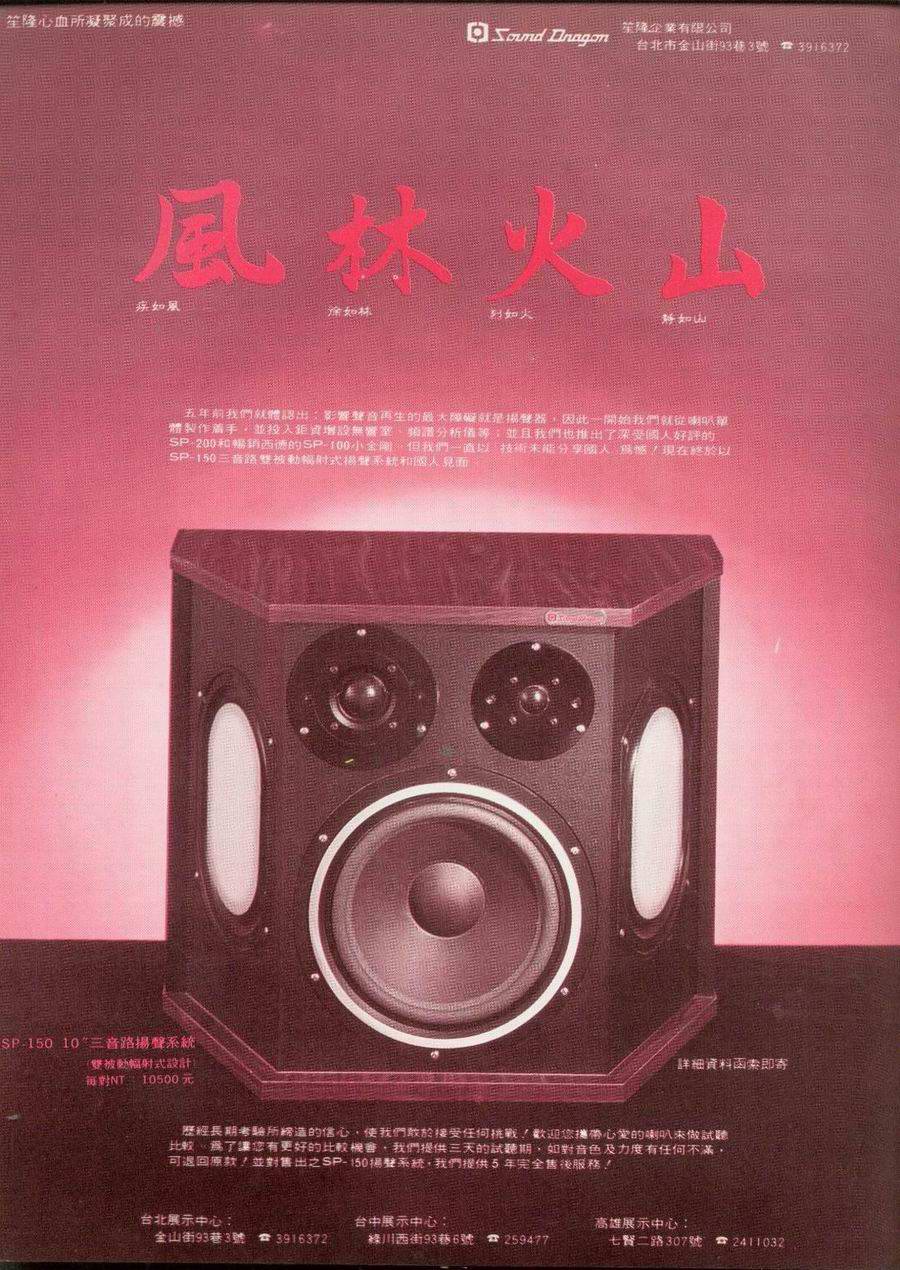 笙隆心血所凝聚成的震撼
Sound Dragon
笙隆企業有限公司
台北市金山街93巷3號 ☎ 3916372
風 林 火 山
疾如風 徐如林 列如火 靜如山
五年前我們就體認出：影響聲音再生的最大障礙就是揚聲器，因此一開始我們就從喇叭單
體製作着手，並投入鉅資增設無響室、頻譜分析儀等；並且我們也推出了深受國人好評的
SP-200和暢銷西德的SP-100小金剛，但我們一直以 技術未能分享國人 為憾！現在終於以
SP-150三音路雙被動輻射式揚聲系統和國人見面
SP-150 10"三音路揚聲系統
(雙被動輻射式設計)
每對NT 10500元
詳細資料函索即寄
歷經長期考驗所締造的信心，使我們敢於接受任何挑戰！歡迎您攜帶心愛的喇叭來做試聽
比較 為了讓您有更好的比較機會，我們提供三天的試聽期，如對音色及力度有任何不滿，
可退回原款！並對售出之SP-150揚聲系統，我們提供5年完全售後服務！
台北展示中心：
金山街93巷3號 ☎ 3916372
台中展示中心：
綠川西街93巷6號 ☎ 259477
高雄展示中心：
七賢二路307號 ☎ 2411032